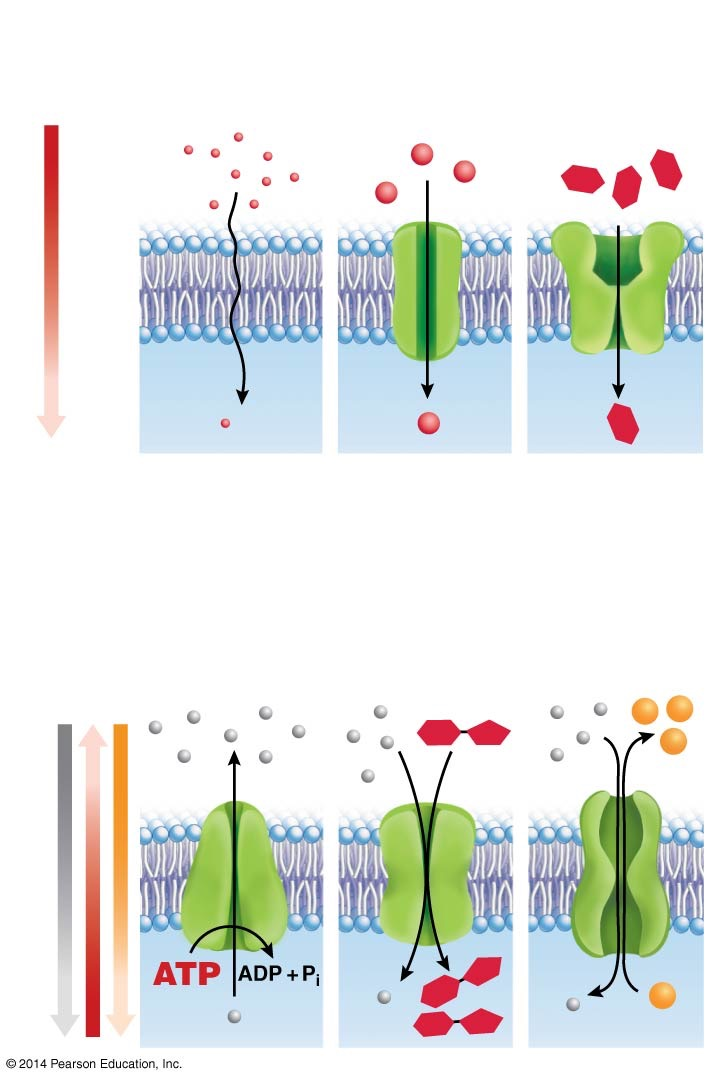 ATP
ADP + Pi
© 2014 Pearson Education, Inc.